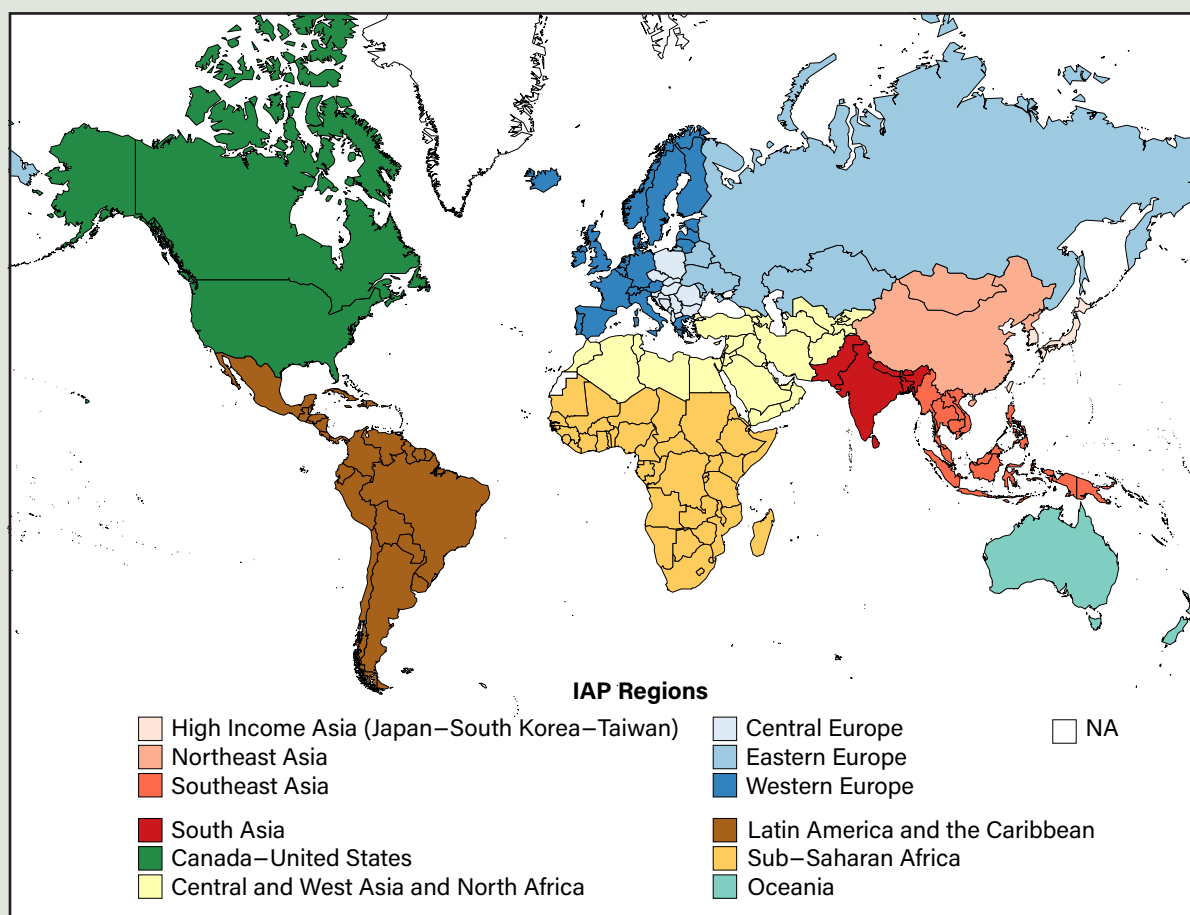 IAP Regions
High Income Asia (Japan–South Korea–Taiwan)
Northeast Asia
Southeast Asia
South Asia
Canada–United States
Central and West Asia and North Africa
Central Europe
Eastern Europe
Western Europe
Latin America and the Caribbean
Sub–Saharan Africa
Oceania
NA